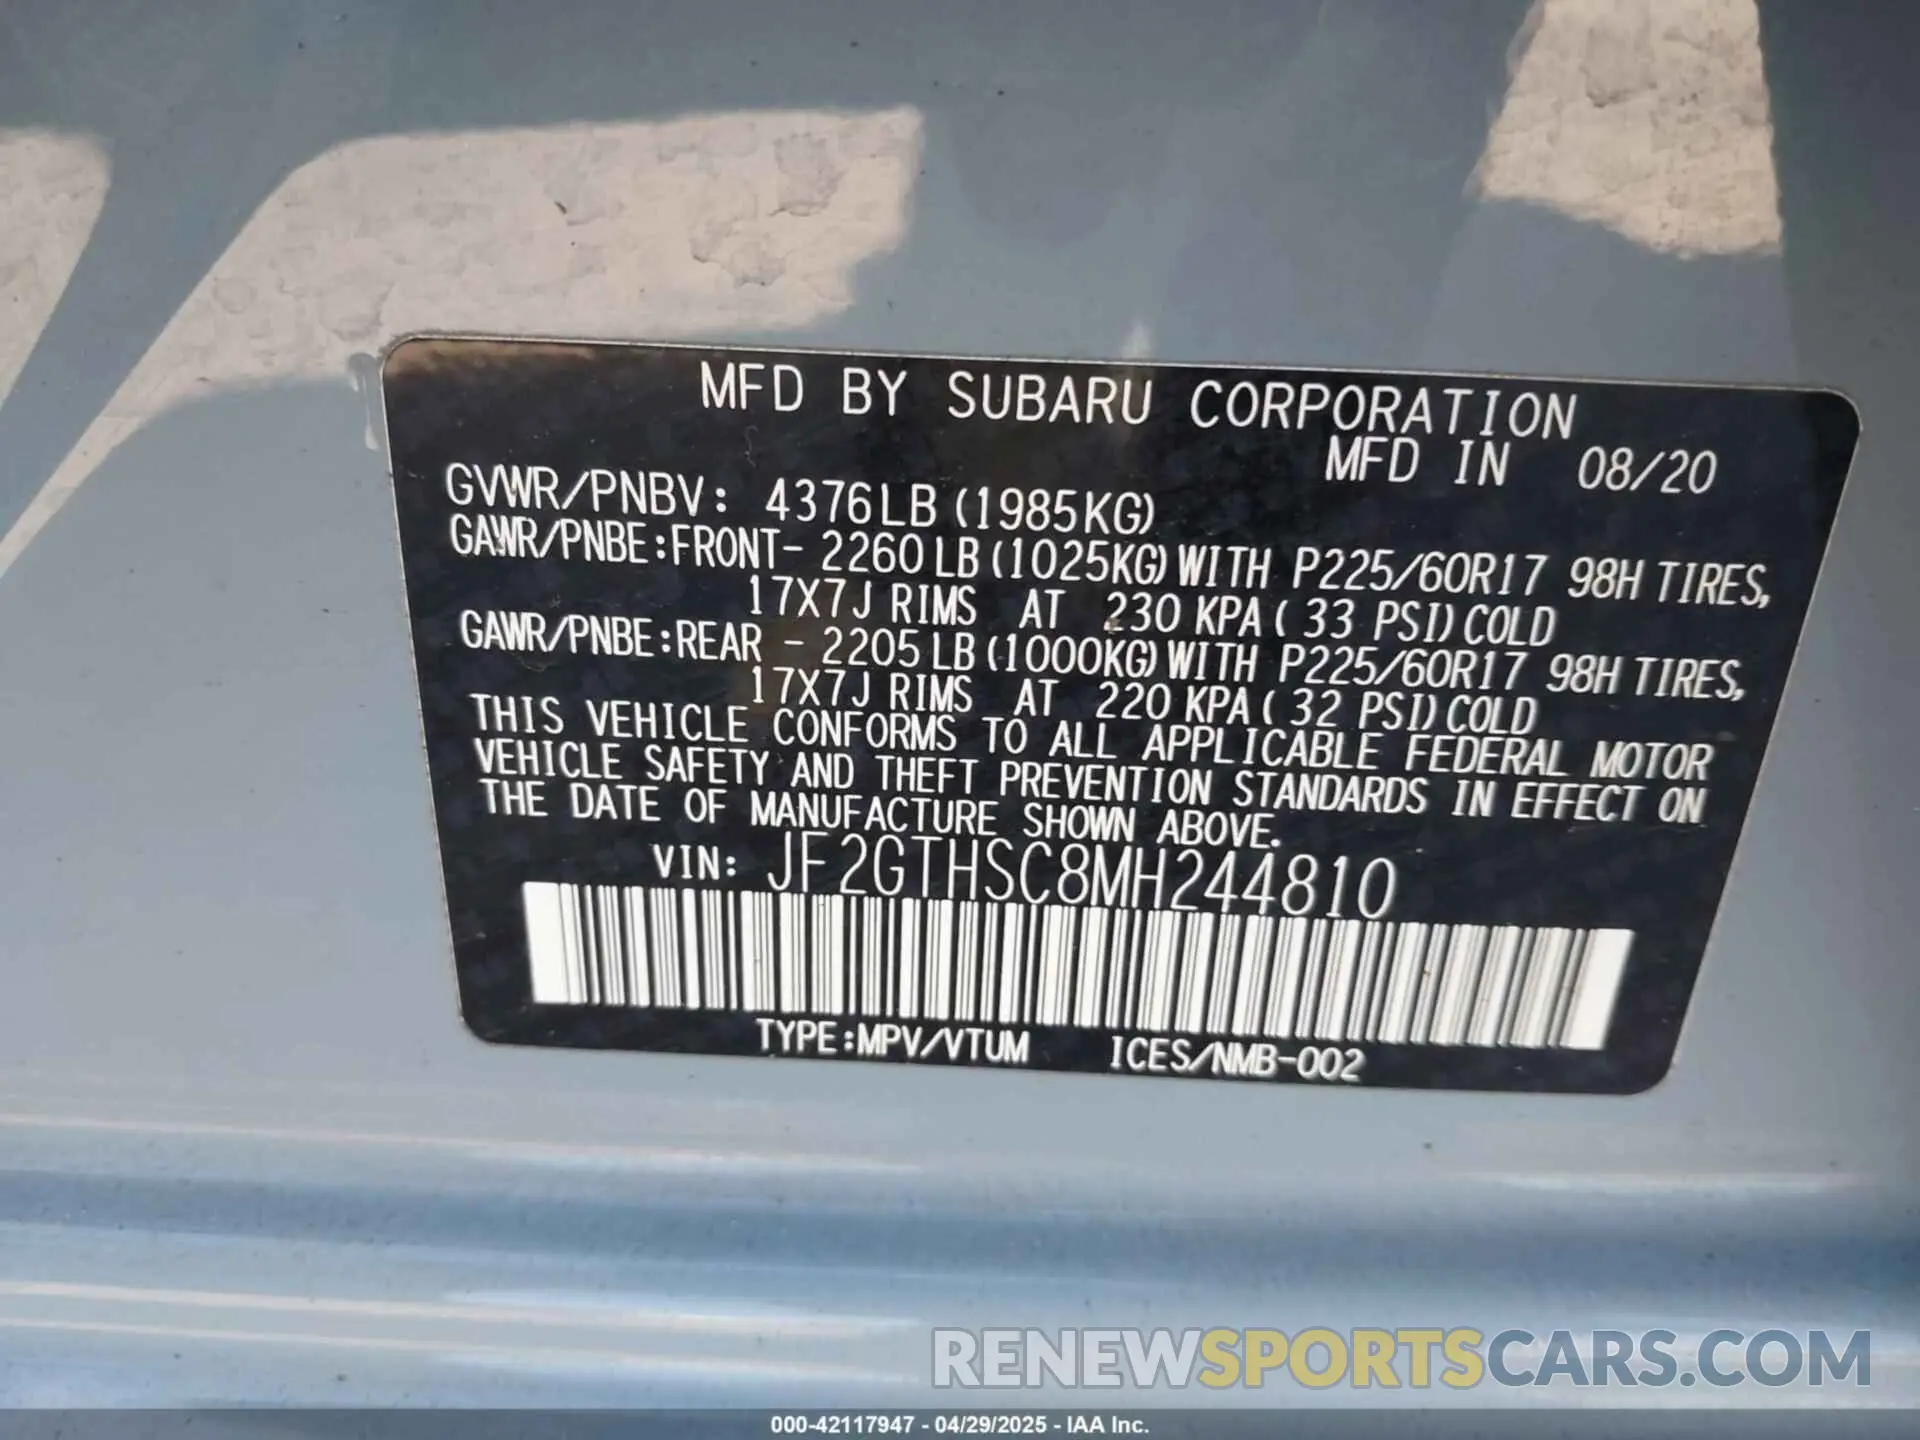 MFD BY SUBARU CORPORATION
MFD IN 08/20
GVWR/PNBV: 4376LB (1985KG)
GAWR/PNBE:FRONT- 2260 LB (1025KG) WITH P225/60R17 98H TIRES,
17X7J RIMS AT 230 KPA ( 33 PSI) COLD
GAWR/PNBE:REAR - 2205 LB (1000KG) WITH P225/60R17 98H TIRES,
17X7J RIMS AT 220 KPA ( 32 PSI) COLD
THIS VEHICLE CONFORMS TO ALL APPLICABLE FEDERAL MOTOR
VEHICLE SAFETY AND THEFT PREVENTION STANDARDS IN EFFECT ON
THE DATE OF MANUFACTURE SHOWN ABOVE.
VIN: JF2GTHSC8MH244810
TYPE:MPV/VTUM ICES/NMB-002
RENEWSPORTSCARS.COM
000-42117947 - 04/29/2025 - IAA Inc.